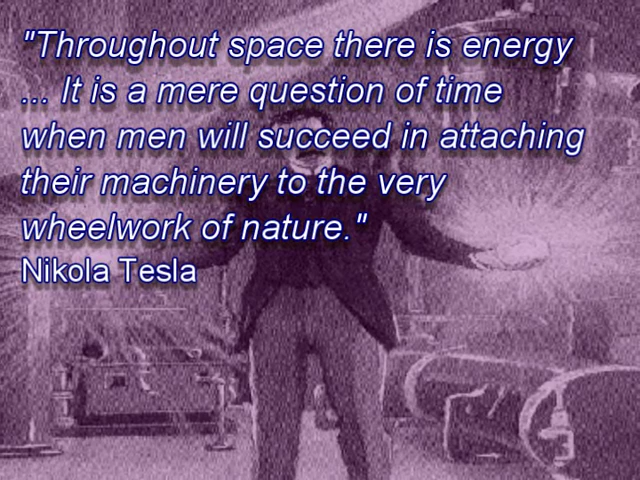 "Throughout space there is energy
... It is a mere question of time
when men will succeed in attaching
their machinery to the very
wheelwork of nature."
Nikola Tesla